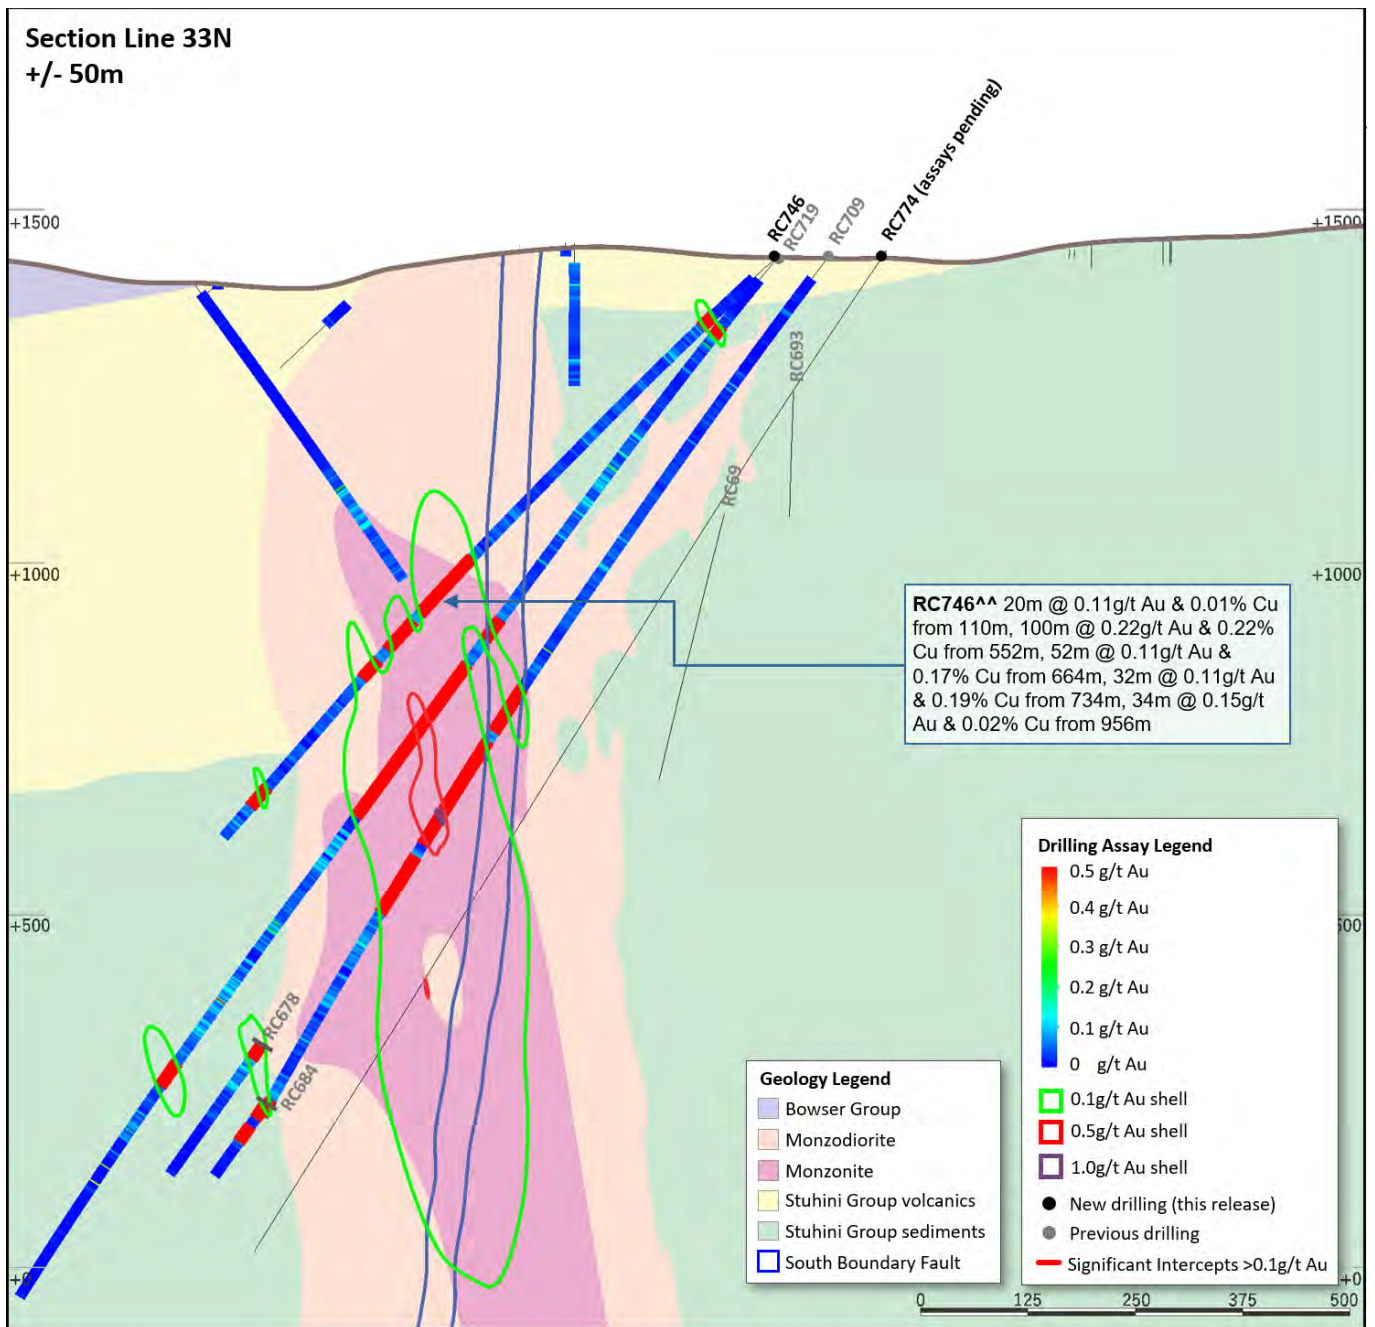 Section Line 33N
+/- 50m
RC746
RC719
RC709
RC774 (assays pending)
+1500
+1500
RC693
RC69
+1000
+1000
RC746^^ 20m @ 0.11g/t Au & 0.01% Cu
from 110m, 100m @ 0.22g/t Au & 0.22%
Cu from 552m, 52m @ 0.11g/t Au &
0.17% Cu from 664m, 32m @ 0.11g/t Au
& 0.19% Cu from 734m, 34m @ 0.15g/t
Au & 0.02% Cu from 956m
+500
500
RC678
RC684
Drilling Assay Legend
0.5 g/t Au
0.4 g/t Au
0.3 g/t Au
0.2 g/t Au
0.1 g/t Au
0 g/t Au
0.1g/t Au shell
0.5g/t Au shell
1.0g/t Au shell
New drilling (this release)
Previous drilling
Significant Intercepts >0.1g/t Au
Geology Legend
Bowser Group
Monzodiorite
Monzonite
Stuhini Group volcanics
Stuhini Group sediments
South Boundary Fault
+0
+0
0 125 250 375 500